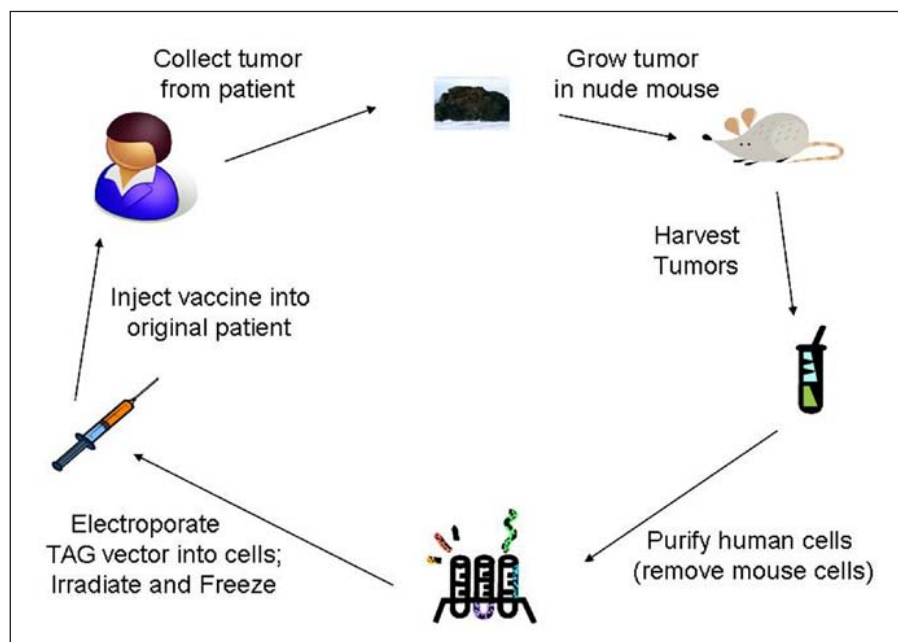 Collect tumor
from patient
Grow tumor
in nude mouse
Harvest
Tumors
Purify human cells
(remove mouse cells)
Electroporate
TAG vector into cells;
Irradiate and Freeze
Inject vaccine into
original patient